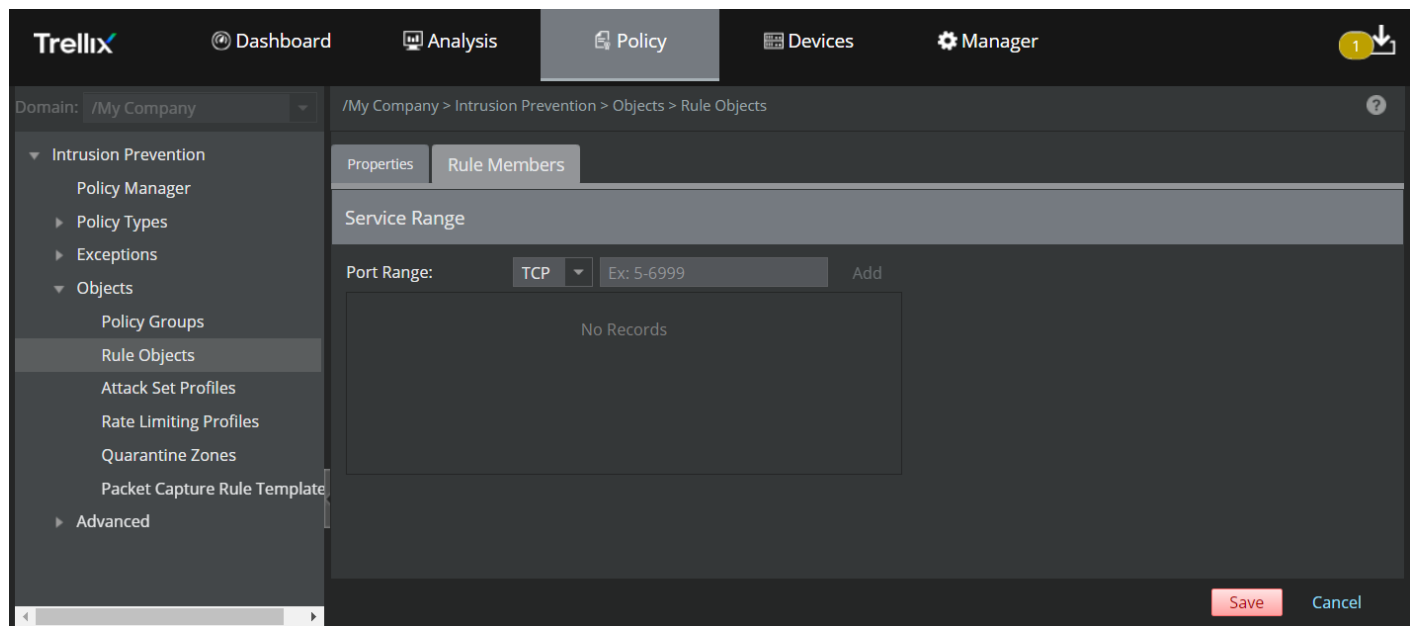 Trellix Dashboard Analysis Policy Devices Manager 1
Domain: /My Company
/My Company > Intrusion Prevention > Objects > Rule Objects ?
Intrusion Prevention
Policy Manager
Policy Types
Exceptions
Objects
Policy Groups
Rule Objects
Attack Set Profiles
Rate Limiting Profiles
Quarantine Zones
Packet Capture Rule Template
Advanced
Properties Rule Members
Service Range
Port Range: TCP Ex: 5-6999 Add
No Records
Save Cancel